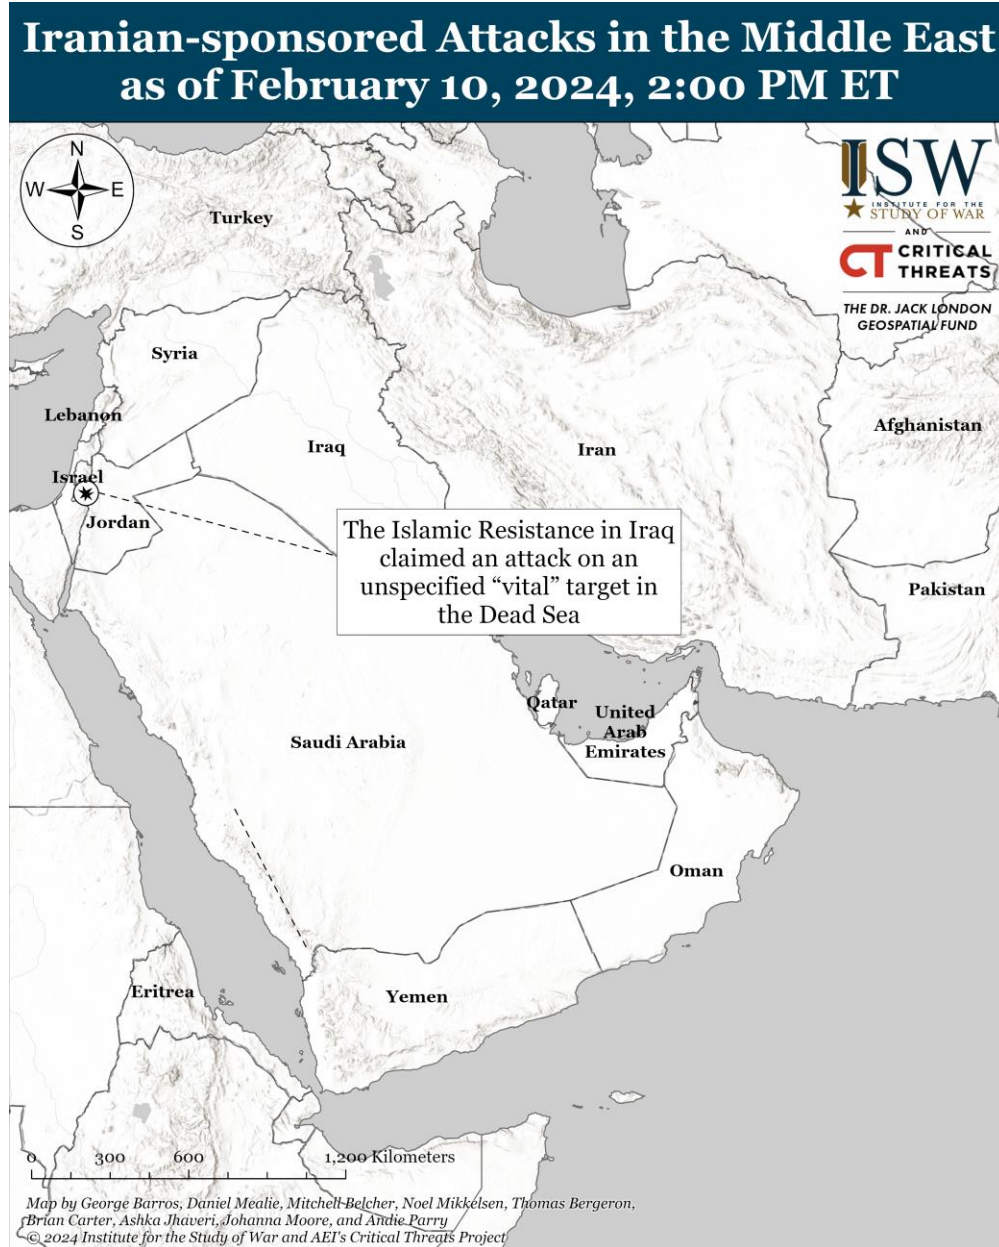 Iranian-sponsored Attacks in the Middle East
as of February 10, 2024, 2:00 PM ET
N
W E
S
ISW
INSTITUTE FOR THE
STUDY OF WAR
AND
CT CRITICAL
THREATS
THE DR. JACK LONDON
GEOSPATIAL FUND
Turkey
Syria
Lebanon
Afghanistan
Iraq
Iran
Israel
Jordan
The Islamic Resistance in Iraq
claimed an attack on an
unspecified “vital” target in
the Dead Sea
Pakistan
Qatar
United
Arab
Emirates
Saudi Arabia
Oman
Eritrea
Yemen
0 300 600 1,200 Kilometers
Map by George Barros, Daniel Mealie, Mitchell Belcher, Noel Mikkelsen, Thomas Bergeron,
Brian Carter, Ashka Jhaveri, Johanna Moore, and Andie Parry
© 2024 Institute for the Study of War and AEI's Critical Threats Project